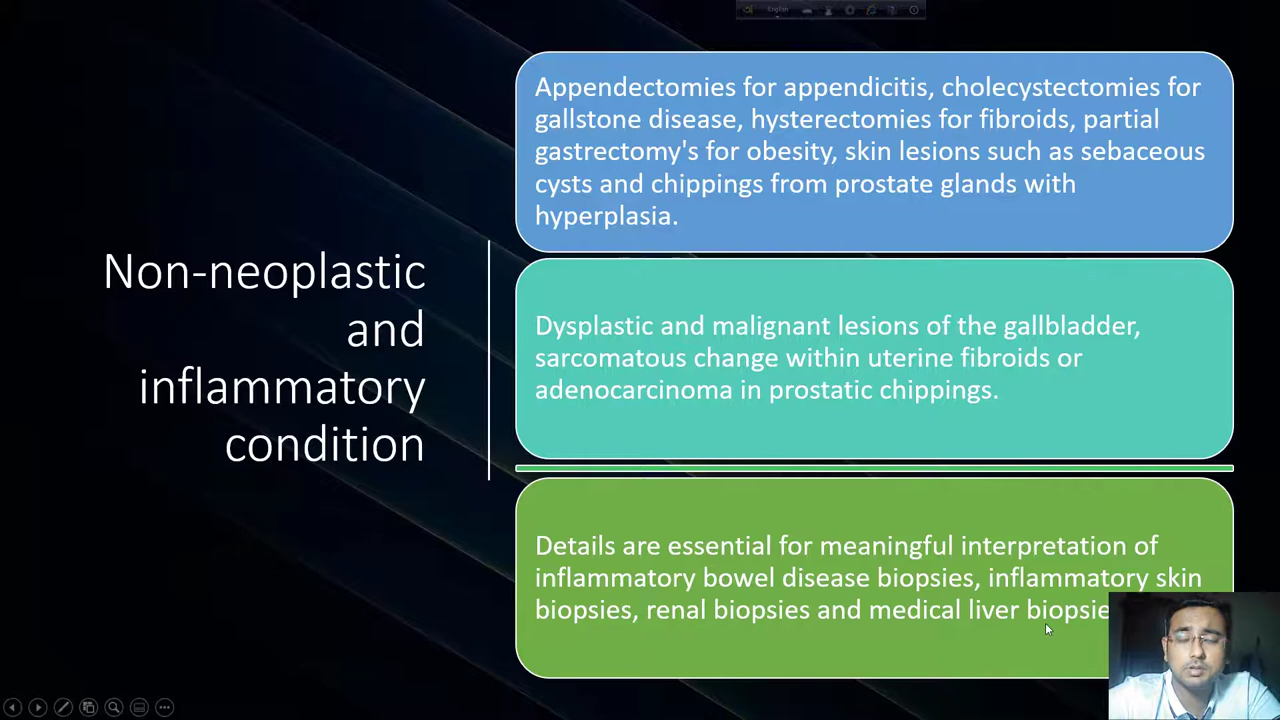 English
Appendectomies for appendicitis, cholecystectomies for
gallstone disease, hysterectomies for fibroids, partial
gastrectomy's for obesity, skin lesions such as sebaceous
cysts and chippings from prostate glands with
hyperplasia.
Non-neoplastic
and
inflammatory
condition
Dysplastic and malignant lesions of the gallbladder,
sarcomatous change within uterine fibroids or
adenocarcinoma in prostatic chippings.
Details are essential for meaningful interpretation of
inflammatory bowel disease biopsies, inflammatory skin
biopsies, renal biopsies and medical liver biopsie